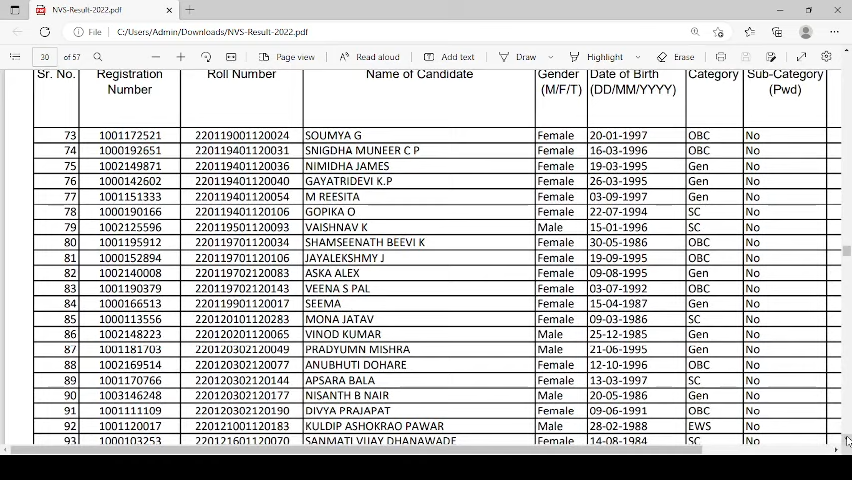 NVS-Result-2022.pdf
File C:/Users/Admin/Downloads/NVS-Result-2022.pdf
30 of 57 Page view Read aloud Add text Draw Highlight Erase
Sr. No. Registration Number Roll Number Name of Candidate Gender (M/F/T) Date of Birth (DD/MM/YYYY) Category Sub-Category (Pwd)
73 1001172521 220119001120024 SOUMYA G Female 20-01-1997 OBC No
74 1000192651 220119401120031 SNIGDHA MUNEER C P Female 16-03-1996 OBC No
75 1002149871 220119401120036 NIMIDHA JAMES Female 19-03-1995 Gen No
76 1000142602 220119401120040 GAYATRIDEVI K.P Female 26-03-1995 Gen No
77 1001151333 220119401120054 M REESITA Female 03-09-1997 Gen No
78 1000190166 220119401120106 GOPIKA O Female 22-07-1994 SC No
79 1002125596 220119501120093 VAISHNAV K Male 15-01-1996 SC No
80 1001195912 220119701120034 SHAMSEENATH BEEVI K Female 30-05-1986 OBC No
81 1000152894 220119701120106 JAYALEKSHMY J Female 19-09-1995 OBC No
82 1002140008 220119702120083 ASKA ALEX Female 09-08-1995 Gen No
83 1001190379 220119702120143 VEENA S PAL Female 03-07-1992 OBC No
84 1000166513 220119901120017 SEEMA Female 15-04-1987 Gen No
85 1000113556 220120101120283 MONA JATAV Female 09-03-1986 SC No
86 1002148223 220120201120065 VINOD KUMAR Male 25-12-1985 Gen No
87 1001181703 220120302120049 PRADYUMN MISHRA Male 21-06-1995 Gen No
88 1002169514 220120302120077 ANUBHUTI DOHARE Female 12-10-1996 OBC No
89 1001170766 220120302120144 APSARA BALA Female 13-03-1997 SC No
90 1003146248 220120302120177 NISANTH B NAIR Male 20-05-1986 Gen No
91 1001111109 220120302120190 DIVYA PRAJAPAT Female 09-06-1991 OBC No
92 1001120017 220121001120183 KULDIP ASHOKRAO PAWAR Male 28-02-1988 EWS No
93 1000103253 220121601120070 SANMATI VIJAY DHANAWADE Female 14-08-1984 SC No